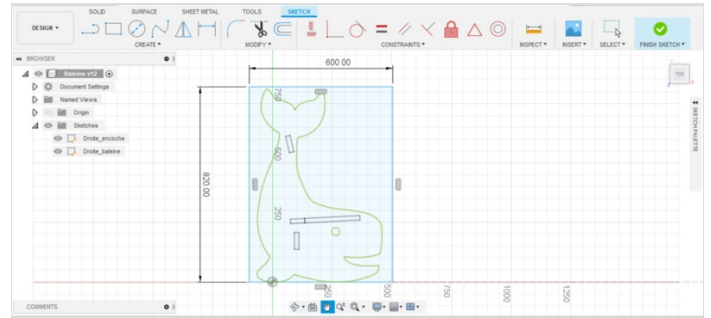 SOLID SURFACE SHEET METAL TOOLS SKETCH
DESIGN
CREATE MODIFY CONSTRAINTS INSPECT INSERT SELECT FINISH SKETCH
BROWSER
Baleine v12
Document Settings
Named Views
Origin
Sketches
Droite_encoche
Droite_baleine
600.00
820.00
750
500
250
250
500
750
1000
1250
TOP
SKETCH PALETTE
COMMENTS